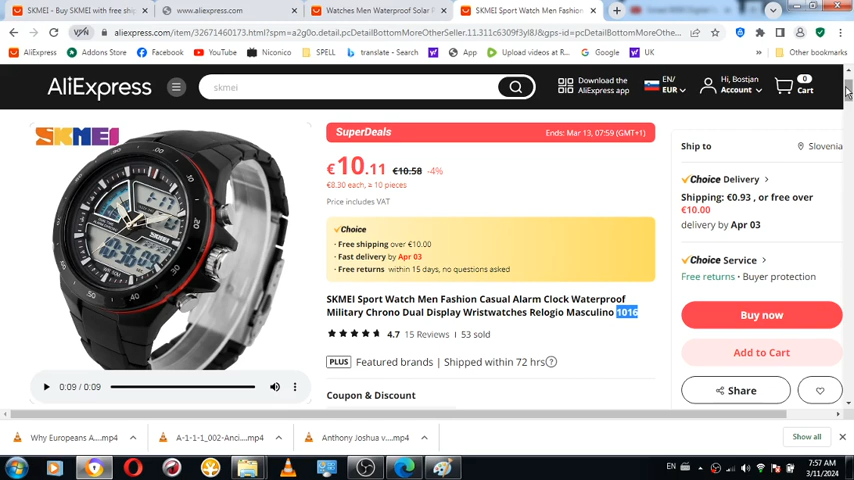 SKMEI - Buy SKMEI with free ship
www.aliexpress.com
Watches Men Waterproof Solar
SKMEI Sport Watch Men Fashion
VPN
aliexpress.com/item/32671460173.html?spm=a2g0o.detail.pcDetailBottomMoreOtherSeller.11.311c6309f3yl8J&gps-id=pcDetailBottomMoreOthe...
AliExpress
Addons Store
Facebook
YouTube
Niconico
SPELL
translate - Search
App
Upload videos at r...
Google
UK
»
Other bookmarks
AliExpress
skmei
Download the
AliExpress app
EN/
EUR
Hi, Bostjan
Account
0
Cart
SKMEI
SuperDeals
Ends: Mar 13, 07:59 (GMT+1)
€10.11 €10.58 -4%
€8.30 each, ≥ 10 pieces
Price includes VAT
Choice
· Free shipping over €10.00
· Fast delivery by Apr 03
· Free returns within 15 days, no questions asked
SKMEI Sport Watch Men Fashion Casual Alarm Clock Waterproof
Military Chrono Dual Display Wristwatches Relogio Masculino 1016
4.7 15 Reviews | 53 sold
PLUS Featured brands | Shipped within 72 hrs ?
Coupon & Discount
0:09 / 0:09
Ship to
Slovenia
Choice Delivery >
Shipping: €0.93 , or free over
€10.00
delivery by Apr 03
Choice Service >
Free returns • Buyer protection
Buy now
Add to Cart
Share
Why Europeans A....mp4
A-1-1-1_002-Anci....mp4
Anthony Joshua v....mp4
Show all
EN
7:57 AM
3/11/2024